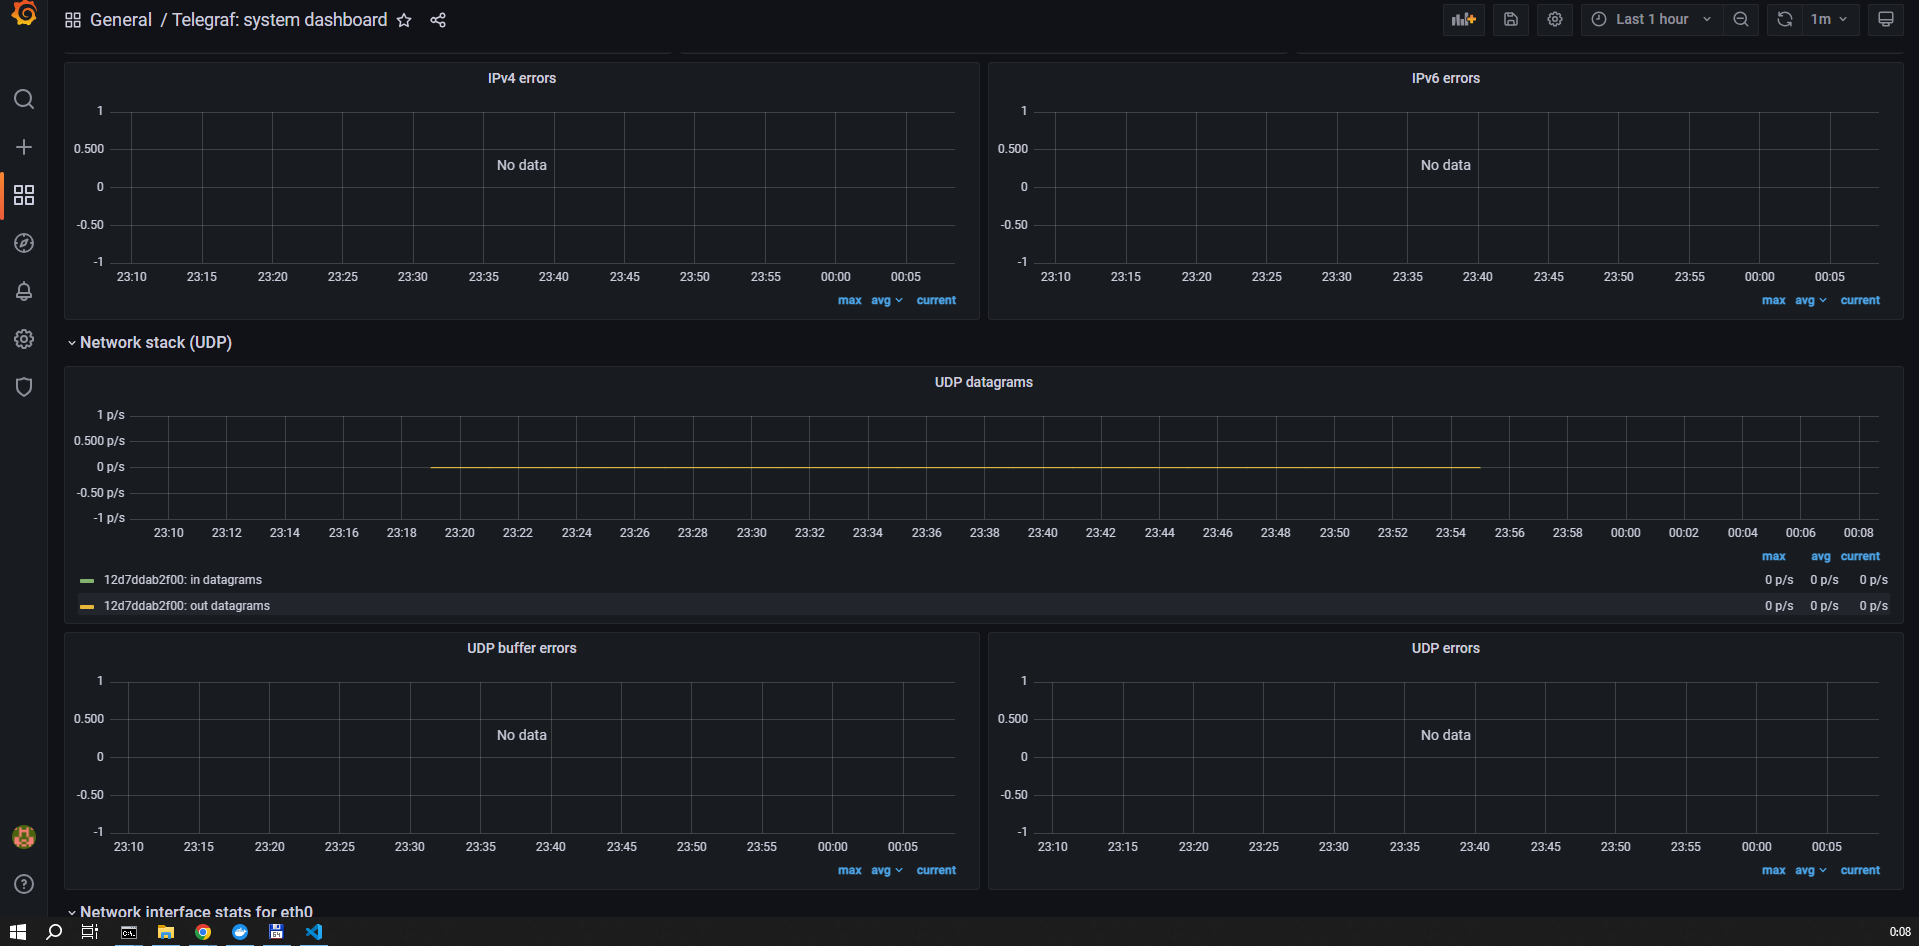 General / Telegraf: system dashboard
Last 1 hour
1m
IPv4 errors
1
0.500
0
-0.50
-1
No data
23:10 23:15 23:20 23:25 23:30 23:35 23:40 23:45 23:50 23:55 00:00 00:05
max avg current
IPv6 errors
1
0.500
0
-0.50
-1
No data
23:10 23:15 23:20 23:25 23:30 23:35 23:40 23:45 23:50 23:55 00:00 00:05
max avg current
Network stack (UDP)
UDP datagrams
1 p/s
0.500 p/s
0 p/s
-0.50 p/s
-1 p/s
23:10 23:12 23:14 23:16 23:18 23:20 23:22 23:24 23:26 23:28 23:30 23:32 23:34 23:36 23:38 23:40 23:42 23:44 23:46 23:48 23:50 23:52 23:54 23:56 23:58 00:00 00:02 00:04 00:06 00:08
max avg current
12d7ddab2f00: in datagrams 0 p/s 0 p/s 0 p/s
12d7ddab2f00: out datagrams 0 p/s 0 p/s 0 p/s
UDP buffer errors
1
0.500
0
-0.50
-1
No data
23:10 23:15 23:20 23:25 23:30 23:35 23:40 23:45 23:50 23:55 00:00 00:05
max avg current
UDP errors
1
0.500
0
-0.50
-1
No data
23:10 23:15 23:20 23:25 23:30 23:35 23:40 23:45 23:50 23:55 00:00 00:05
max avg current
Network interface stats for eth0
0:08